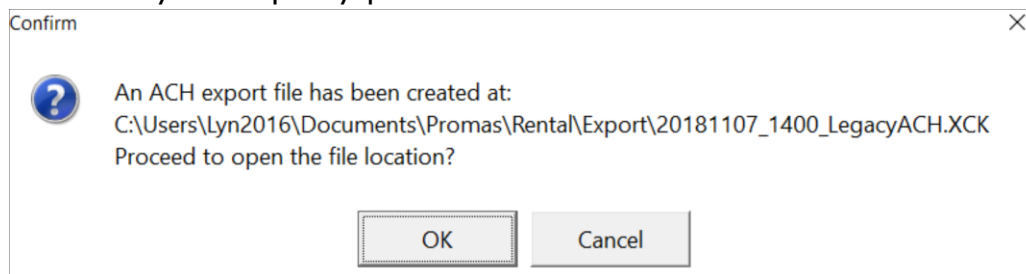 Confirm
An ACH export file has been created at:
C:\Users\Lyn2016\Documents\Promas\Rental\Export\20181107_1400_LegacyACH.XCK
Proceed to open the file location?
OK Cancel